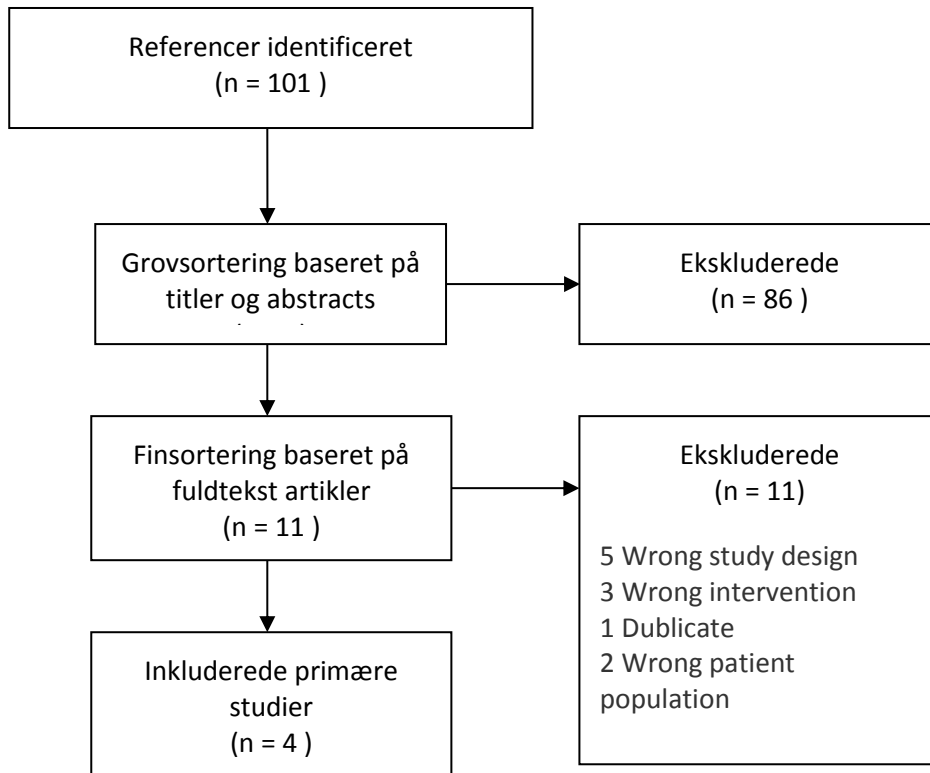 Referencer identificeret
(n = 101 )
Grovsortering baseret på
titler og abstracts
Ekskluderede
(n = 86 )
Finsortering baseret på
fuldtekst artikler
(n = 11 )
Ekskluderede
(n = 11)
5 Wrong study design
3 Wrong intervention
1 Dublicate
2 Wrong patient
population
Inkluderede primære
studier
(n = 4 )